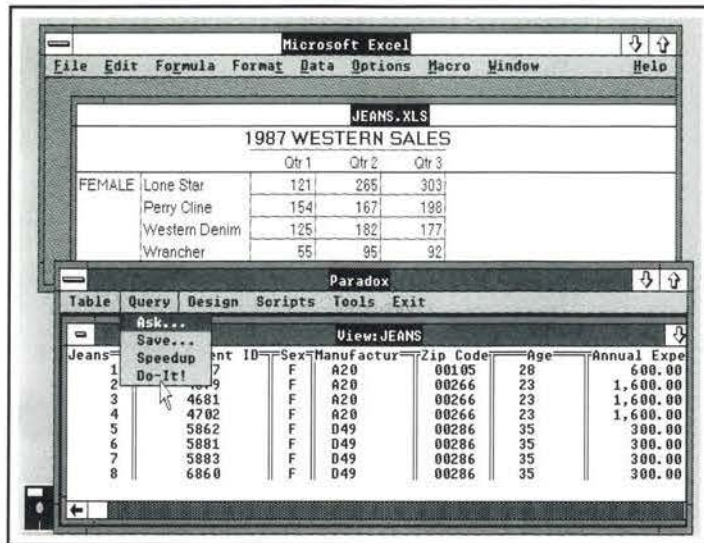 Microsoft Excel
File Edit Formula Format Data Options Macro Window Help
JEANS.XLS
1987 WESTERN SALES
Qtr 1 Qtr 2 Qtr 3
FEMALE Lone Star 121 265 303
Perry Cline 154 167 198
Western Denim 125 182 177
Wrancher 55 95 92
Paradox
Table Query Design Scripts Tools Exit
Ask...
Save...
Speedup
Do-It!
View:JEANS
Jeans ent ID Sex Manufactur Zip Code Age Annual Expe
1 7 F A20 00105 28 600.00
2 4679 F A20 00266 23 1,600.00
3 4681 F A20 00266 23 1,600.00
4 4702 F A20 00266 23 1,600.00
5 5862 F D49 00286 35 300.00
6 5881 F D49 00286 35 300.00
7 5883 F D49 00286 35 300.00
8 6860 F D49 00286 35 300.00